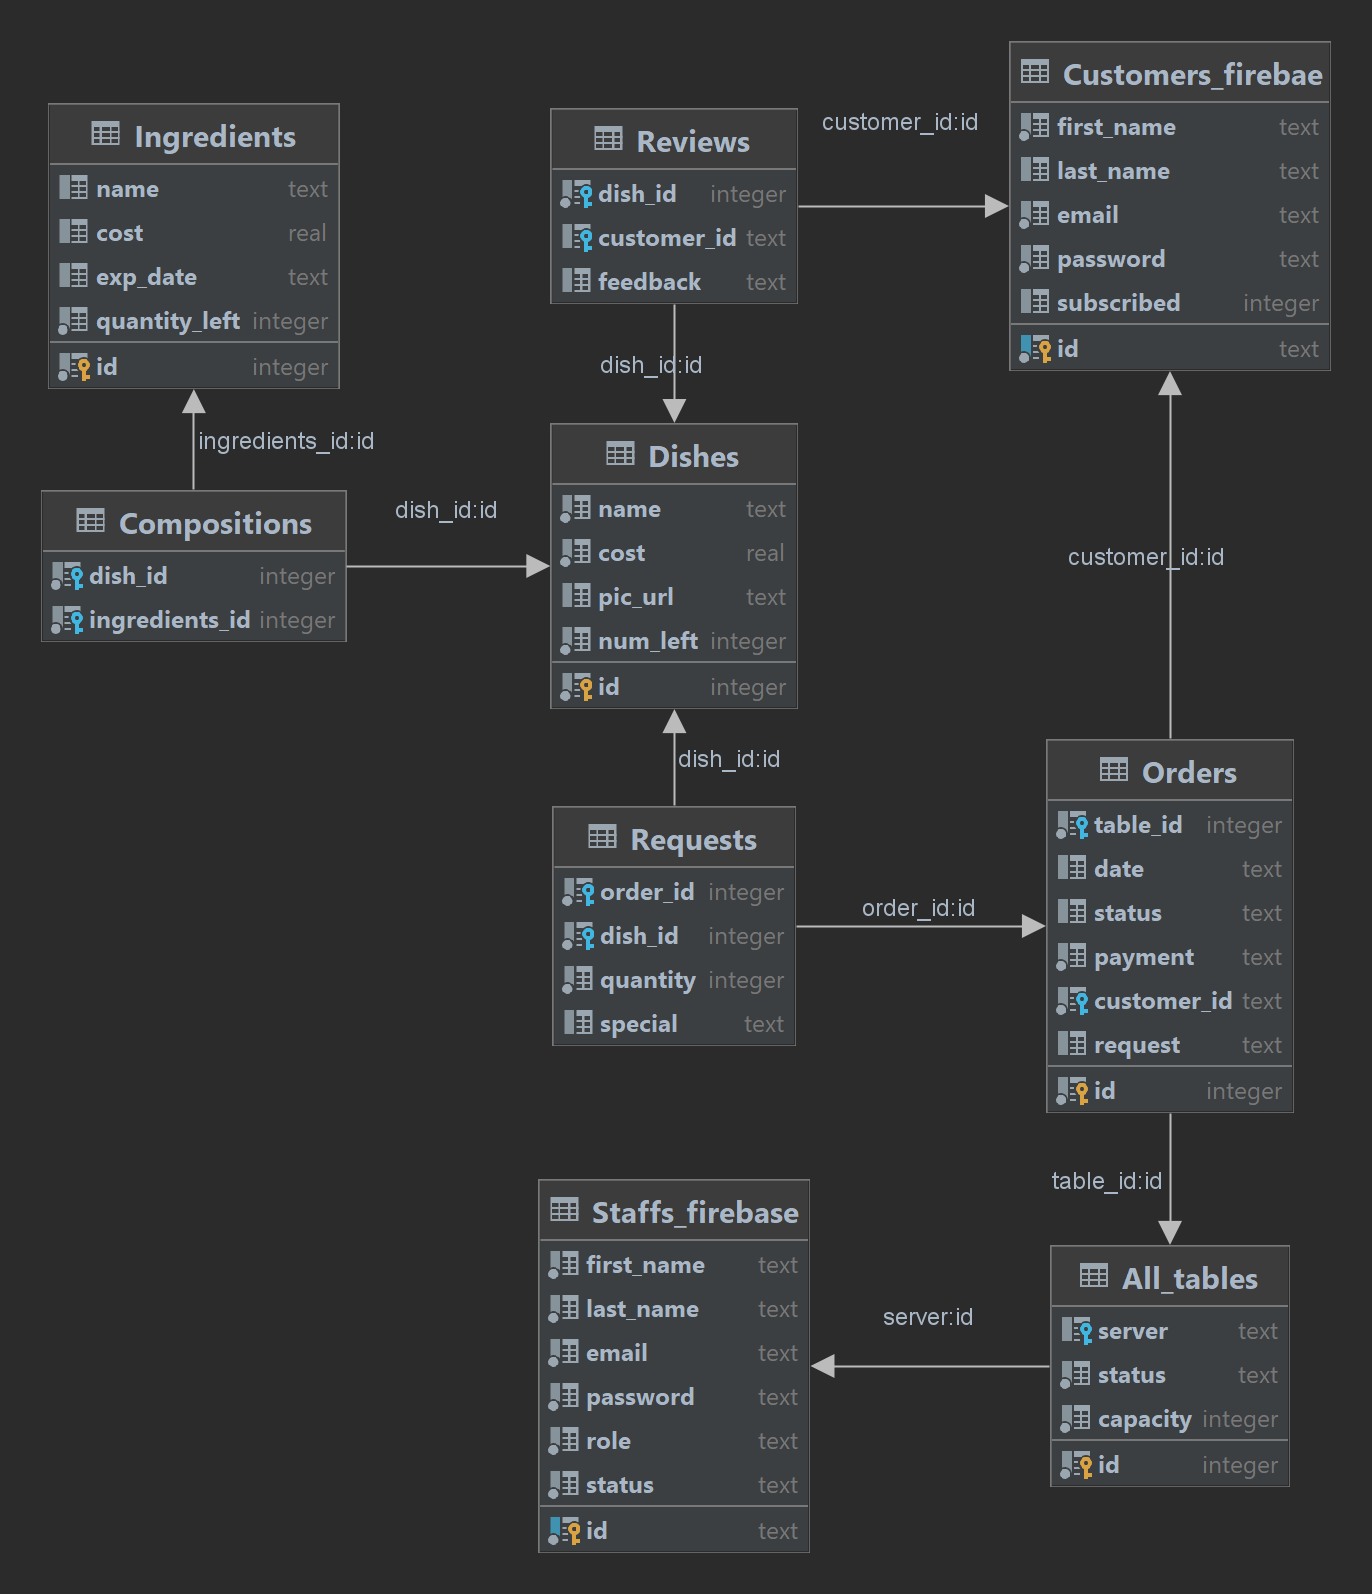 Ingredients
name text
cost real
exp_date text
quantity_left integer
id integer
ingredients_id:id
Compositions
dish_id integer
ingredients_id integer
dish_id:id
Reviews
dish_id integer
customer_id text
feedback text
customer_id:id
dish_id:id
Dishes
name text
cost real
pic_url text
num_left integer
id integer
dish_id:id
Requests
order_id integer
dish_id integer
quantity integer
special text
order_id:id
Customers_firebae
first_name text
last_name text
email text
password text
subscribed integer
id text
customer_id:id
Orders
table_id integer
date text
status text
payment text
customer_id text
request text
id integer
table_id:id
All_tables
server text
status text
capacity integer
id integer
server:id
Staffs_firebase
first_name text
last_name text
email text
password text
role text
status text
id text